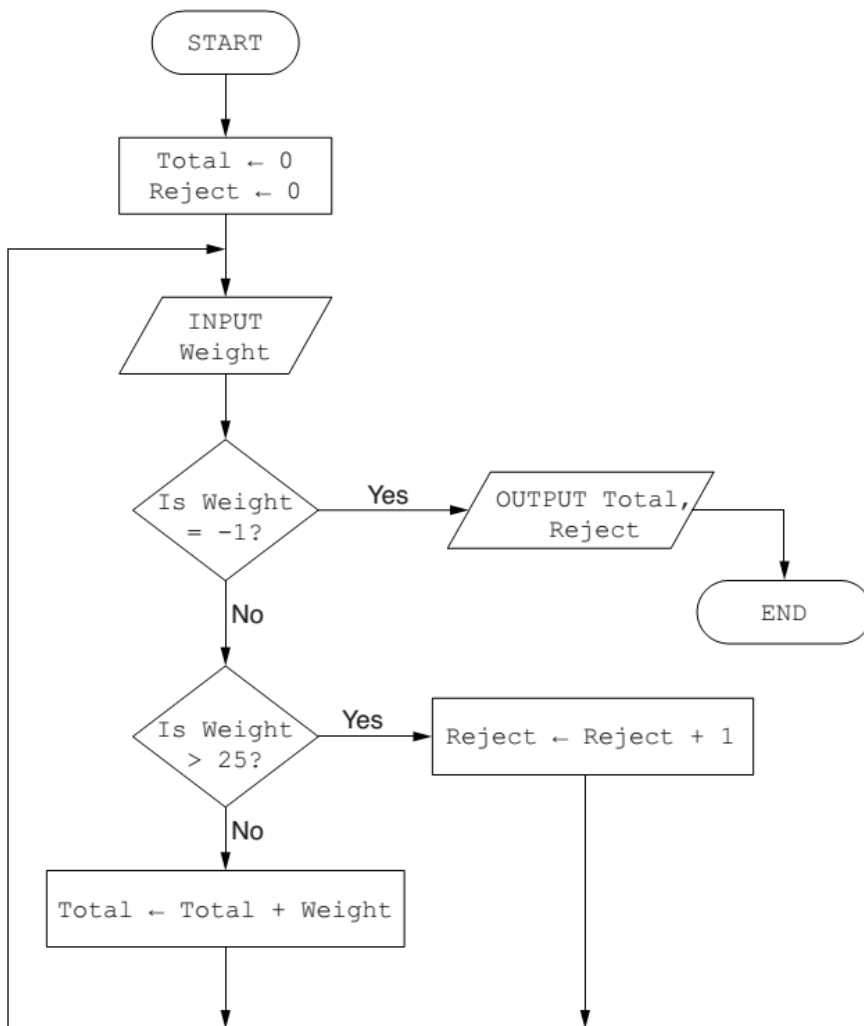 START
Total ← 0
Reject ← 0
INPUT
Weight
Is Weight
= −1?
Yes
OUTPUT Total,
Reject
END
No
Is Weight
> 25?
Yes
Reject ← Reject + 1
No
Total ← Total + Weight